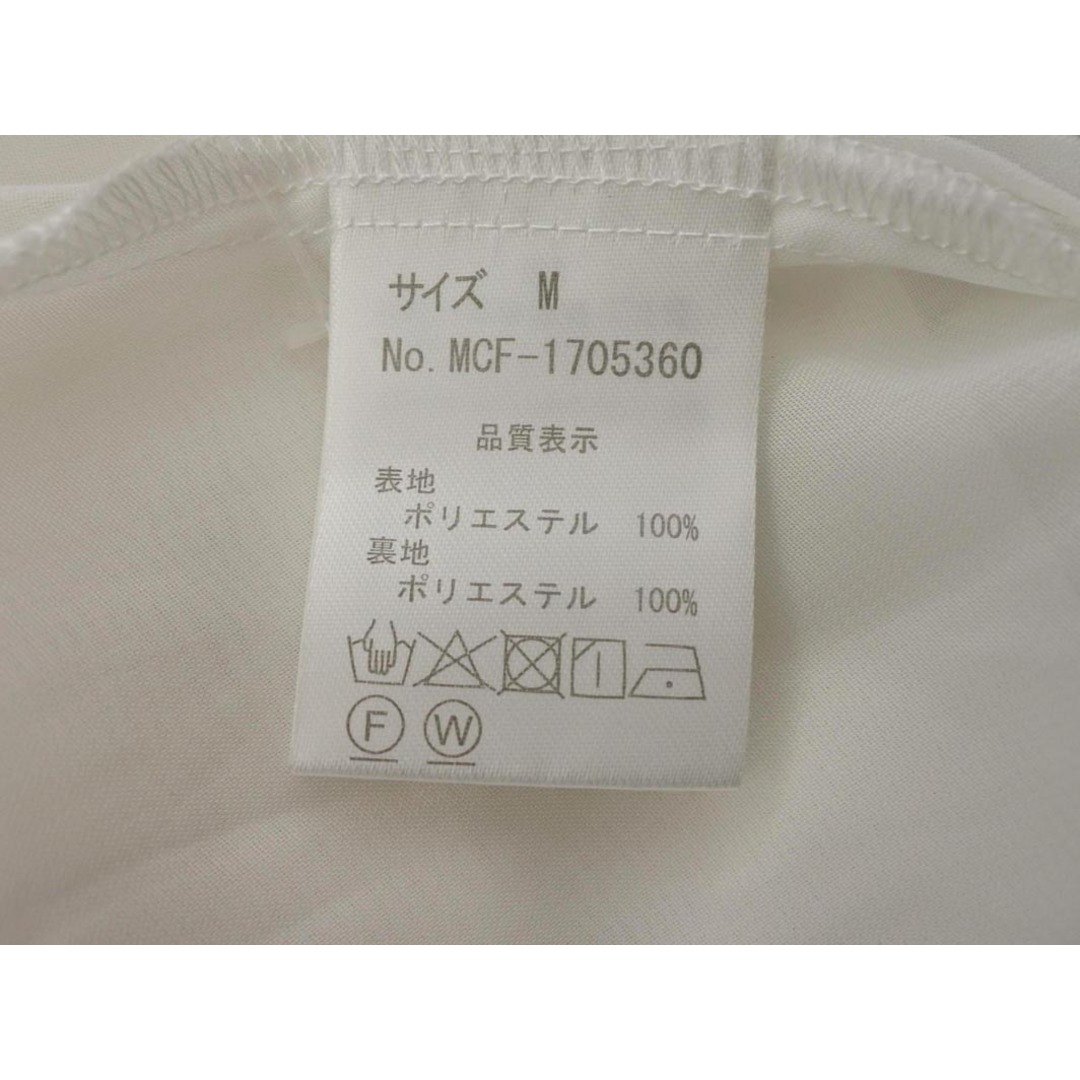 サイズ M
No. MCF-1705360
品質表示
表地
ポリエステル 100%
裏地
ポリエステル 100%
F W